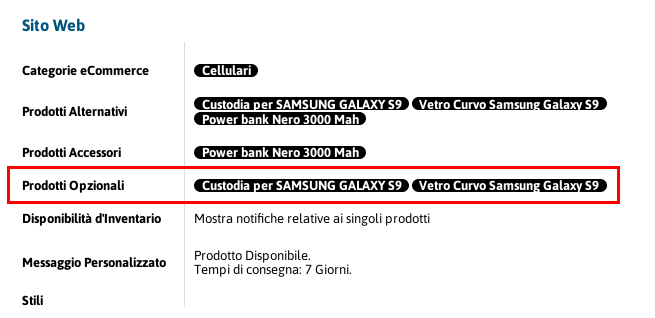 Sito Web
Categorie eCommerce Cellulari
Prodotti Alternativi Custodia per SAMSUNG GALAXY S9 Vetro Curvo Samsung Galaxy S9
Power bank Nero 3000 Mah
Prodotti Accessori Power bank Nero 3000 Mah
Prodotti Opzionali Custodia per SAMSUNG GALAXY S9 Vetro Curvo Samsung Galaxy S9
Disponibilità d'Inventario Mostra notifiche relative ai singoli prodotti
Messaggio Personalizzato Prodotto Disponibile.
Tempi di consegna: 7 Giorni.
Stili